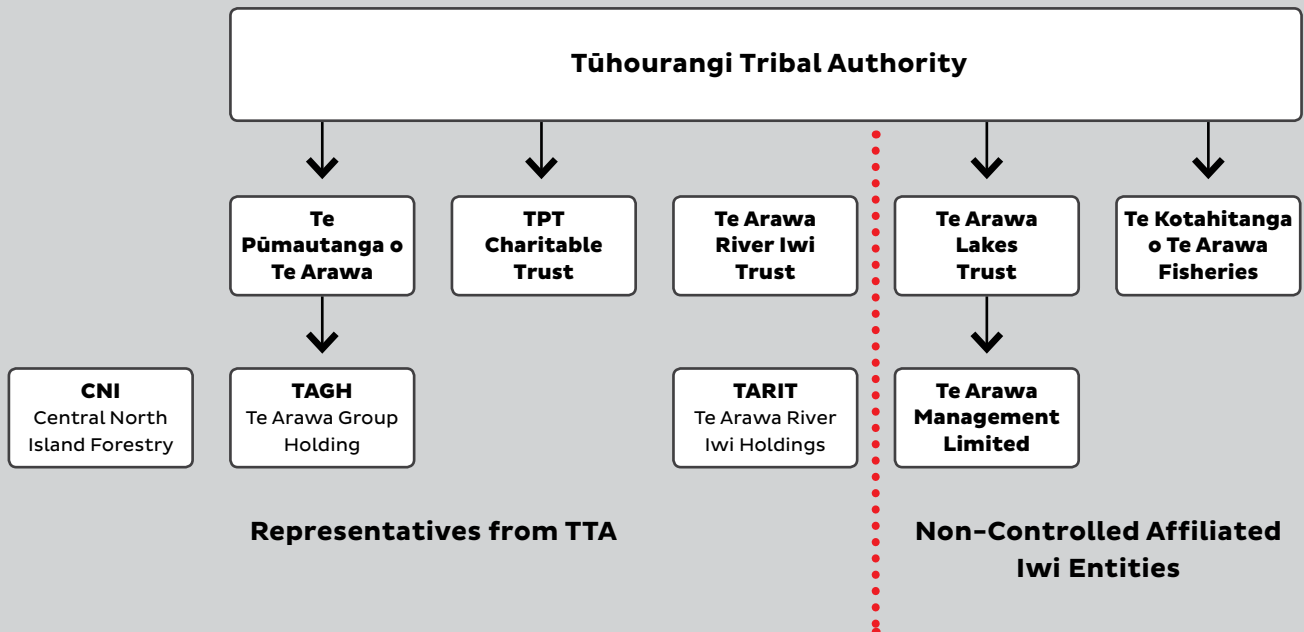 Tūhourangi Tribal Authority
Te
Pūmautanga o
Te Arawa
TPT
Charitable
Trust
Te Arawa
River Iwi
Trust
Te Arawa
Lakes
Trust
Te Kotahitanga
o Te Arawa
Fisheries
CNI
Central North
Island Forestry
TAGH
Te Arawa Group
Holding
TARIT
Te Arawa River
Iwi Holdings
Te Arawa
Management
Limited
Representatives from TTA
Non-Controlled Affiliated
Iwi Entities